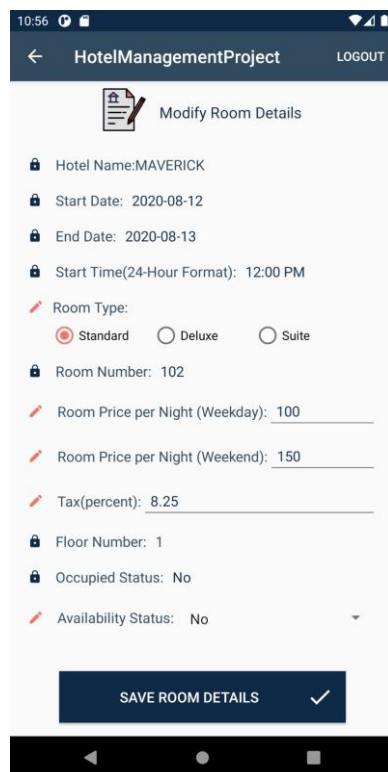 10:56
HotelManagementProject LOGOUT
Modify Room Details
Hotel Name:MAVERICK
Start Date: 2020-08-12
End Date: 2020-08-13
Start Time(24-Hour Format): 12:00 PM
Room Type:
Standard Deluxe Suite
Room Number: 102
Room Price per Night (Weekday): 100
Room Price per Night (Weekend): 150
Tax(percent): 8.25
Floor Number: 1
Occupied Status: No
Availability Status: No
SAVE ROOM DETAILS